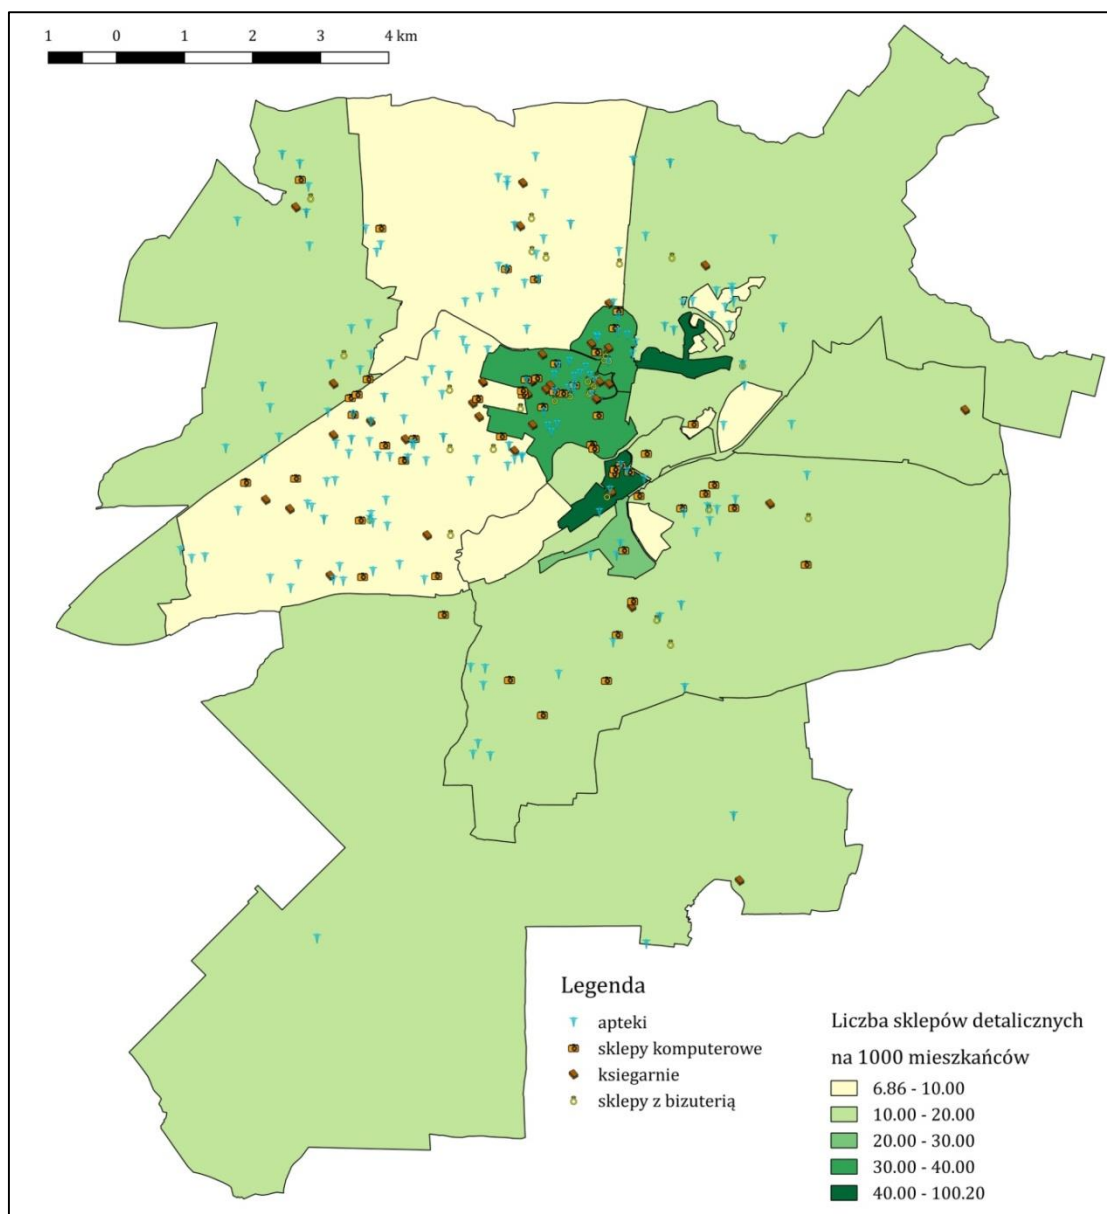 1 0 1 2 3 4 km
Legenda
apteki
sklepy komputerowe
ksiegarnie
sklepy z bizuterią
Liczba sklepów detalicznych
na 1000 mieszkańców
6.86 - 10.00
10.00 - 20.00
20.00 - 30.00
30.00 - 40.00
40.00 - 100.20